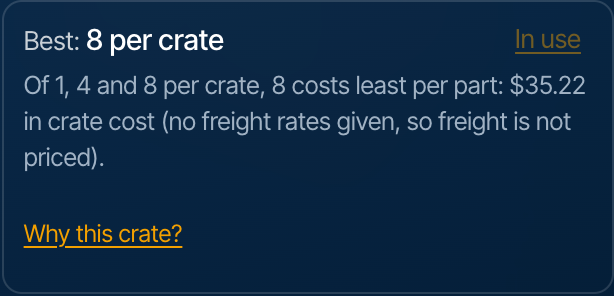 Best: 8 per crate
In use
Of 1, 4 and 8 per crate, 8 costs least per part: $35.22
in crate cost (no freight rates given, so freight is not
priced).
Why this crate?